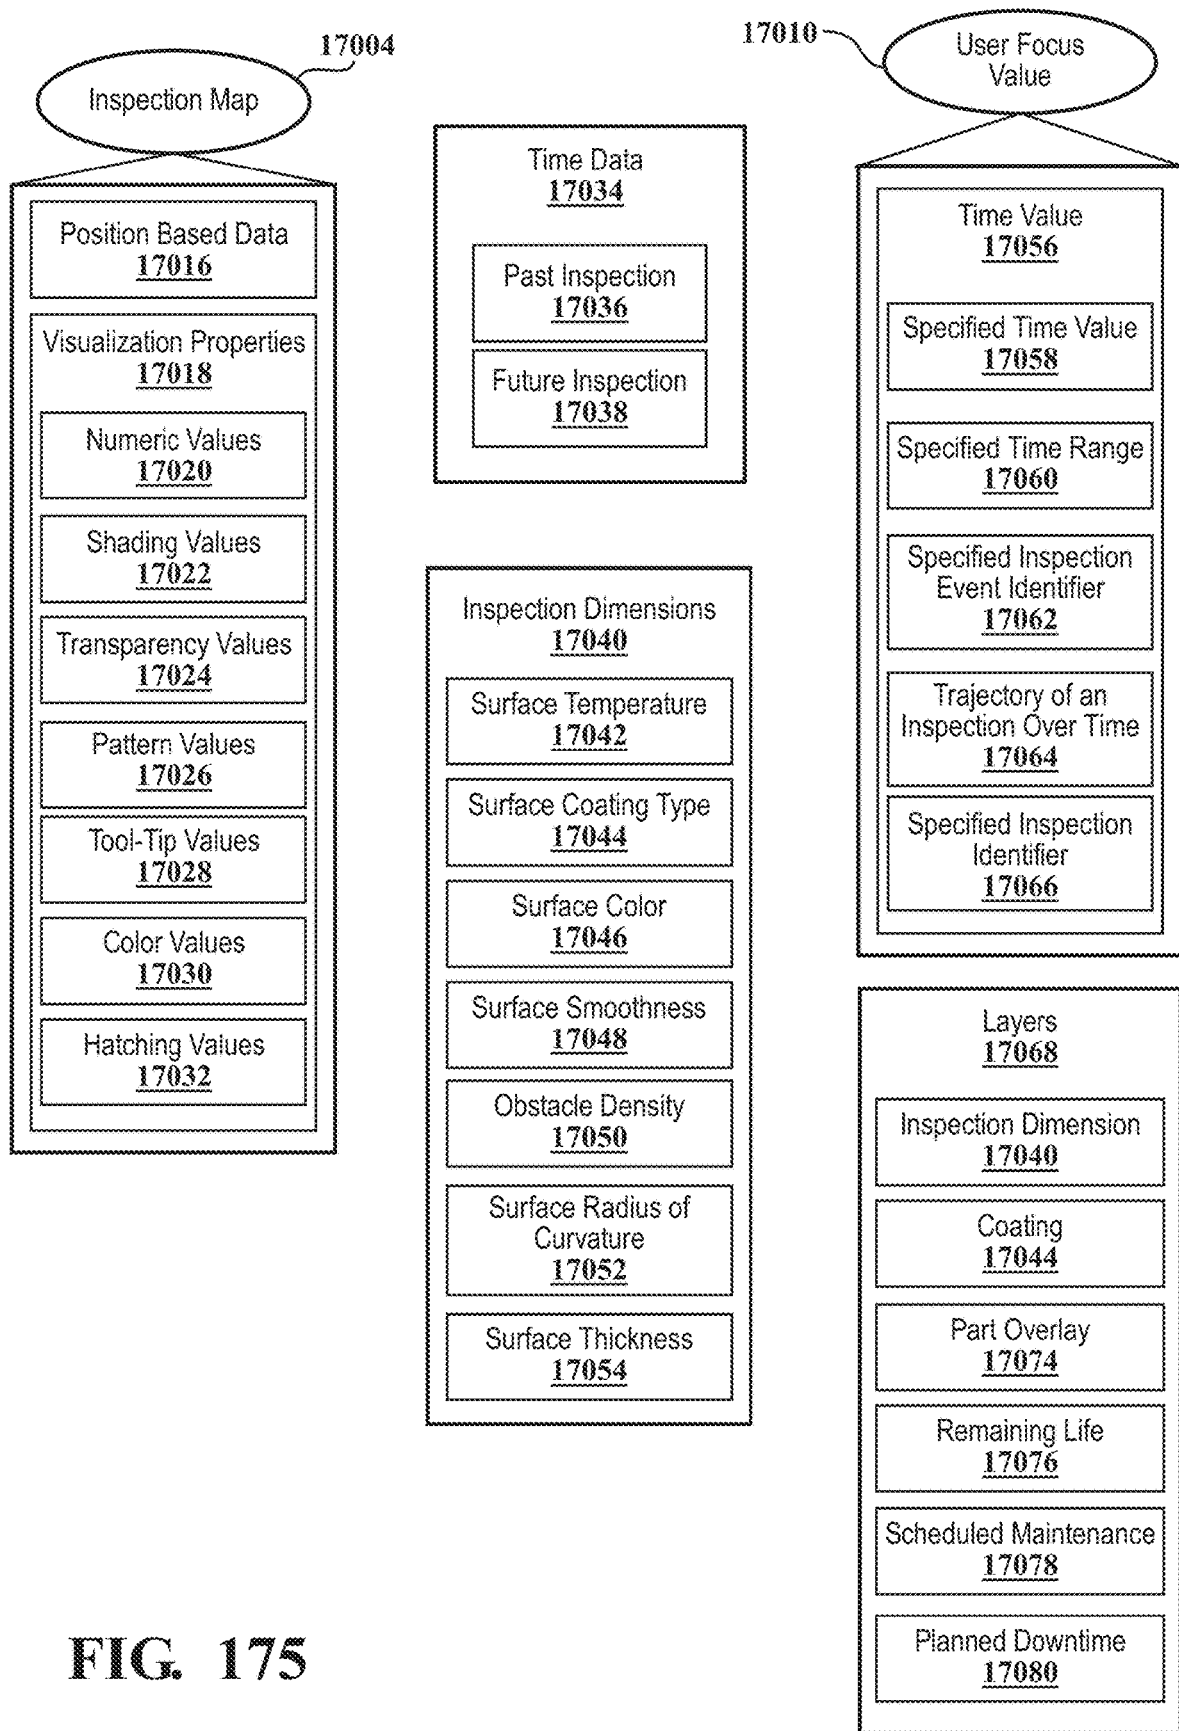 17004
Inspection Map
Position Based Data
17016
Visualization Properties
17018
Numeric Values
17020
Shading Values
17022
Transparency Values
17024
Pattern Values
17026
Tool-Tip Values
17028
Color Values
17030
Hatching Values
17032
Time Data
17034
Past Inspection
17036
Future Inspection
17038
Inspection Dimensions
17040
Surface Temperature
17042
Surface Coating Type
17044
Surface Color
17046
Surface Smoothness
17048
Obstacle Density
17050
Surface Radius of
Curvature
17052
Surface Thickness
17054
17010
User Focus
Value
Time Value
17056
Specified Time Value
17058
Specified Time Range
17060
Specified Inspection
Event Identifier
17062
Trajectory of an
Inspection Over Time
17064
Specified Inspection
Identifier
17066
Layers
17068
Inspection Dimension
17040
Coating
17044
Part Overlay
17074
Remaining Life
17076
Scheduled Maintenance
17078
Planned Downtime
17080
FIG. 175